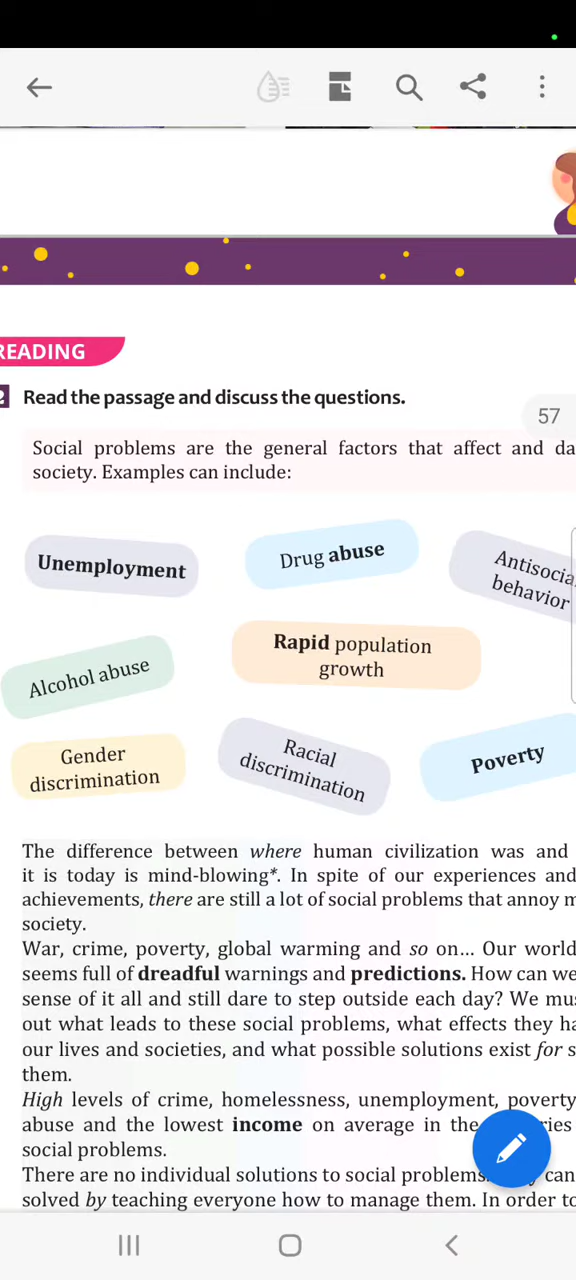 READING
57
2 Read the passage and discuss the questions.
Social problems are the general factors that affect and
society. Examples can include:
Unemployment
Drug abuse
behavior
Alcohol abuse
Rapid population
growth
Gender
discrimination
Racial
discrimination
Poverty
The difference between where human civilization was and
it is today is mind-blowing*. In spite of our experiences and
achievements, there are still a lot of social problems that annoy
society.
War, crime, poverty, global warming and so on... Our world
seems full of dreadful warnings and predictions. How can we
sense of it all and still dare to step outside each day? We
out what leads to these social problems, what effects they
our lives and societies, and what possible solutions exist for
them.
High levels of crime, homelessness, unemployment, poverty
abuse and the lowest income on average in the
social problems.
There are no individual solutions to social problems. can
solved by teaching everyone how to manage them. In order to